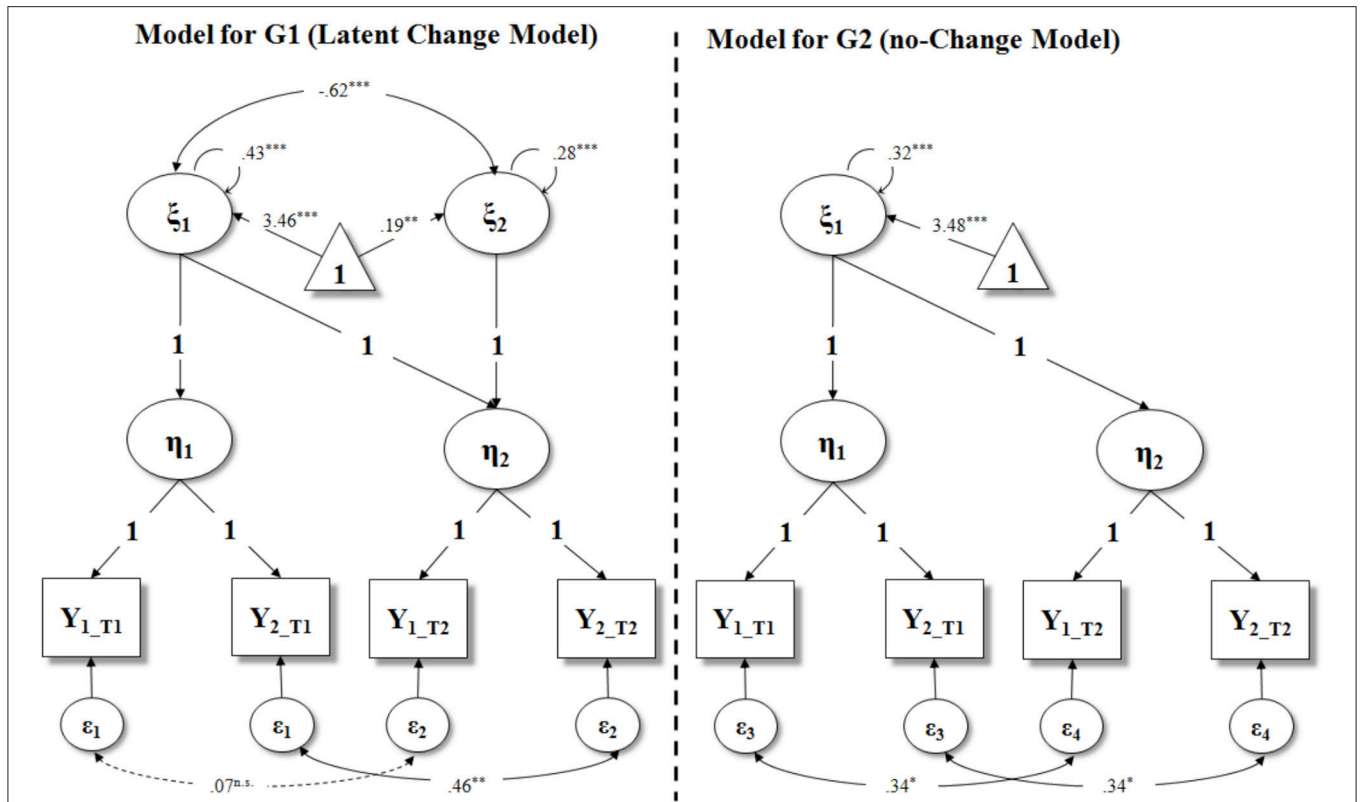 Model for G1 (Latent Change Model)
Model for G2 (no-Change Model)
-.62***
.43***
.28***
.32***
ξ1
3.46***
.19**
ξ2
ξ1
3.48***
1
1
1
1
1
1
1
η1
η2
η1
η2
1
1
1
1
1
1
1
1
Y1_T1
Y2_T1
Y1_T2
Y2_T2
Y1_T1
Y2_T1
Y1_T2
Y2_T2
ε1
ε1
ε2
ε2
ε3
ε3
ε4
ε4
.07n.s.
.46**
.34*
.34*